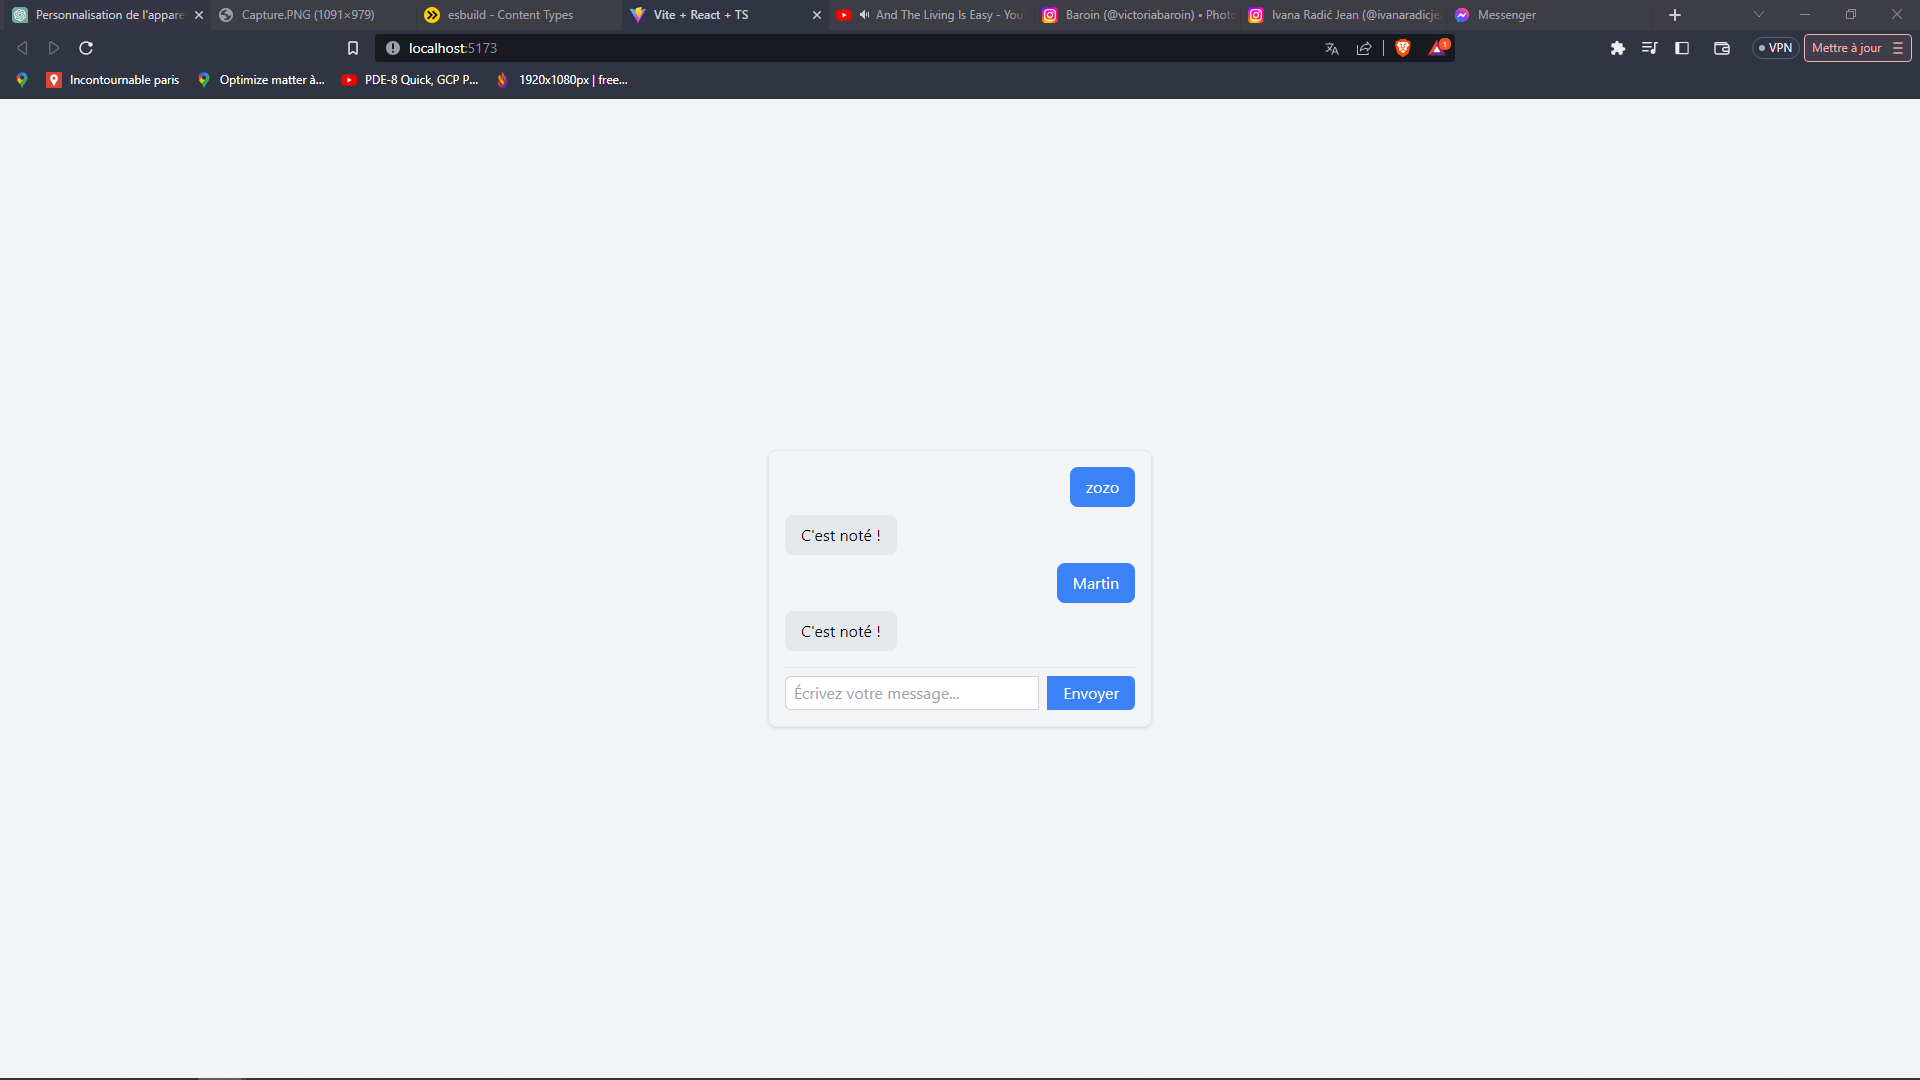 Personnalisation de l'appare
Capture.PNG (1091×979)
esbuild - Content Types
Vite + React + TS
And The Living Is Easy - You
Baroin (@victoriabaroin) • Photo
Ivana Radić Jean (@ivanaradicje
Messenger
localhost:5173
1
VPN
Mettre à jour
Incontournable paris
Optimize matter à...
PDE-8 Quick, GCP P...
1920x1080px | free...
zozo
C'est noté !
Martin
C'est noté !
Écrivez votre message...
Envoyer